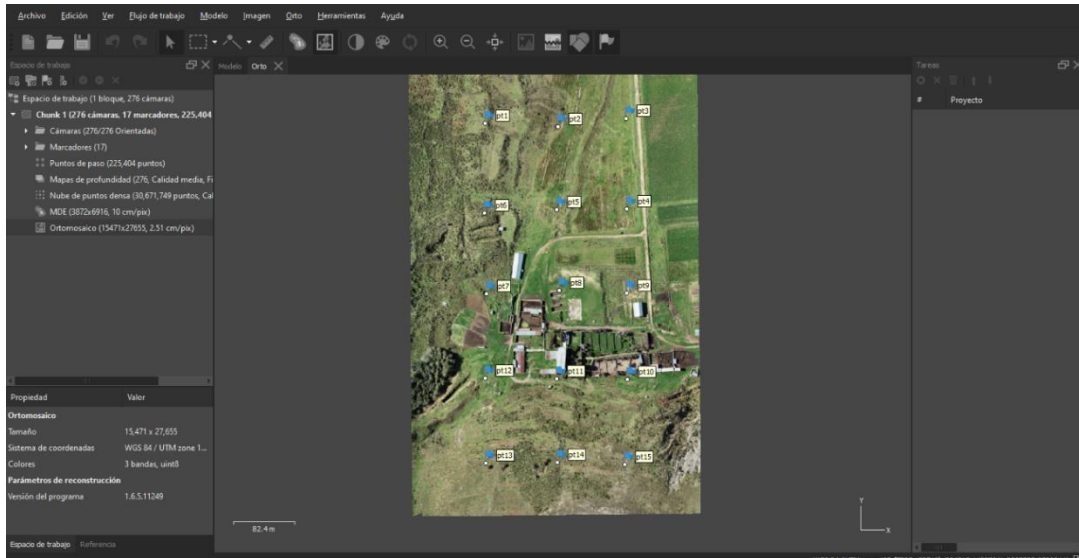 Archivo Edición Ver Flujo de trabajo Modelo Imagen Orto Herramientas Ayuda
Espacio de trabajo
Modelo Orto
Tareas
Espacio de trabajo (1 bloque, 276 cámaras)
# Proyecto
Chunk 1 (276 cámaras, 17 marcadores, 225,404
Cámaras (276/276 Orientadas)
Marcadores (17)
Puntos de paso (225,404 puntos)
Mapas de profundidad (276, Calidad media, Fi
Nube de puntos densa (30,671,749 puntos, Cal
MDE (3872x6916, 10 cm/pix)
Ortomosaico (15471x27655, 2.51 cm/pix)
pt1 pt2 pt3
pt6 pt5 pt4
pt7 pt8 pt9
pt12 pt11 pt10
pt13 pt14 pt15
Propiedad Valor
Ortomosaico
Tamaño 15,471 x 27,655
Sistema de coordenadas WGS 84 / UTM zone 1...
Colores 3 bandas, uint8
Parámetros de reconstrucción
Versión del programa 1.6.5.11249
82.4 m
Y
X
Espacio de trabajo Referencia